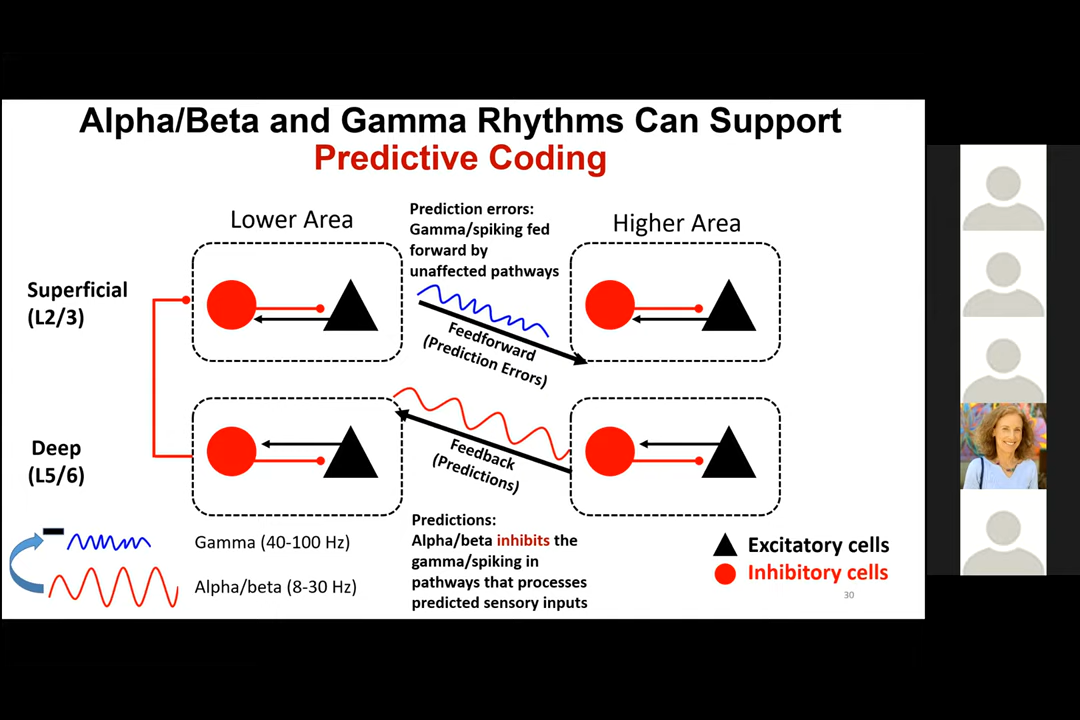 Alpha/Beta and Gamma Rhythms Can Support
Predictive Coding
Lower Area
Prediction errors:
Gamma/spiking fed
forward by
unaffected pathways
Higher Area
Superficial
(L2/3)
Feedforward
(Prediction Errors)
Deep
(L5/6)
Feedback
(Predictions)
Gamma (40-100 Hz)
Alpha/beta (8-30 Hz)
Predictions:
Alpha/beta inhibits the
gamma/spiking in
pathways that processes
predicted sensory inputs
Excitatory cells
Inhibitory cells
30